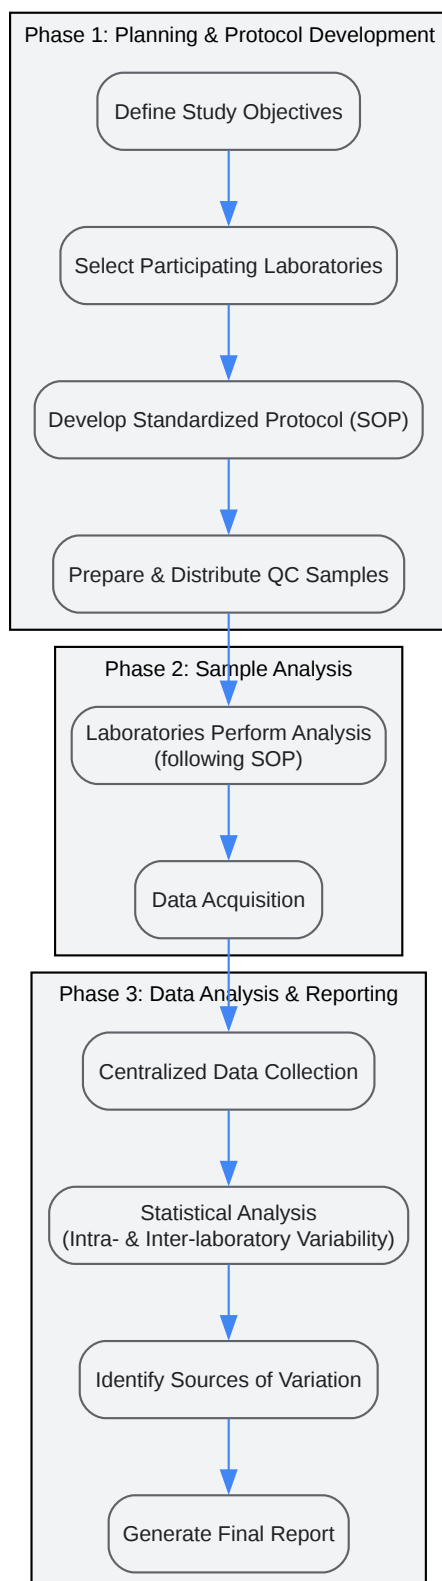 Phase 1: Planning & Protocol Development
Define Study Objectives
Select Participating Laboratories
Develop Standardized Protocol (SOP)
Prepare & Distribute QC Samples
Phase 2: Sample Analysis
Laboratories Perform Analysis
(following SOP)
Data Acquisition
Phase 3: Data Analysis & Reporting
Centralized Data Collection
Statistical Analysis
(Intra- & Inter-laboratory Variability)
Identify Sources of Variation
Generate Final Report